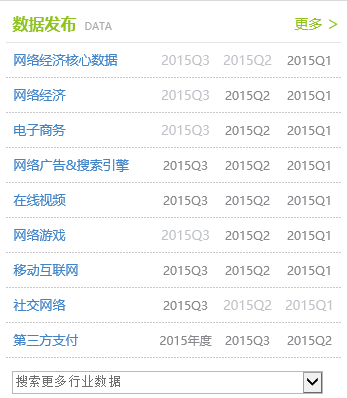 数据发布 DATA 更多 >
网络经济核心数据 2015Q3 2015Q2 2015Q1
网络经济 2015Q3 2015Q2 2015Q1
电子商务 2015Q3 2015Q2 2015Q1
网络广告&搜索引擎 2015Q3 2015Q2 2015Q1
在线视频 2015Q3 2015Q2 2015Q1
网络游戏 2015Q3 2015Q2 2015Q1
移动互联网 2015Q3 2015Q2 2015Q1
社交网络 2015Q3 2015Q2 2015Q1
第三方支付 2015年度 2015Q3 2015Q2
搜索更多行业数据